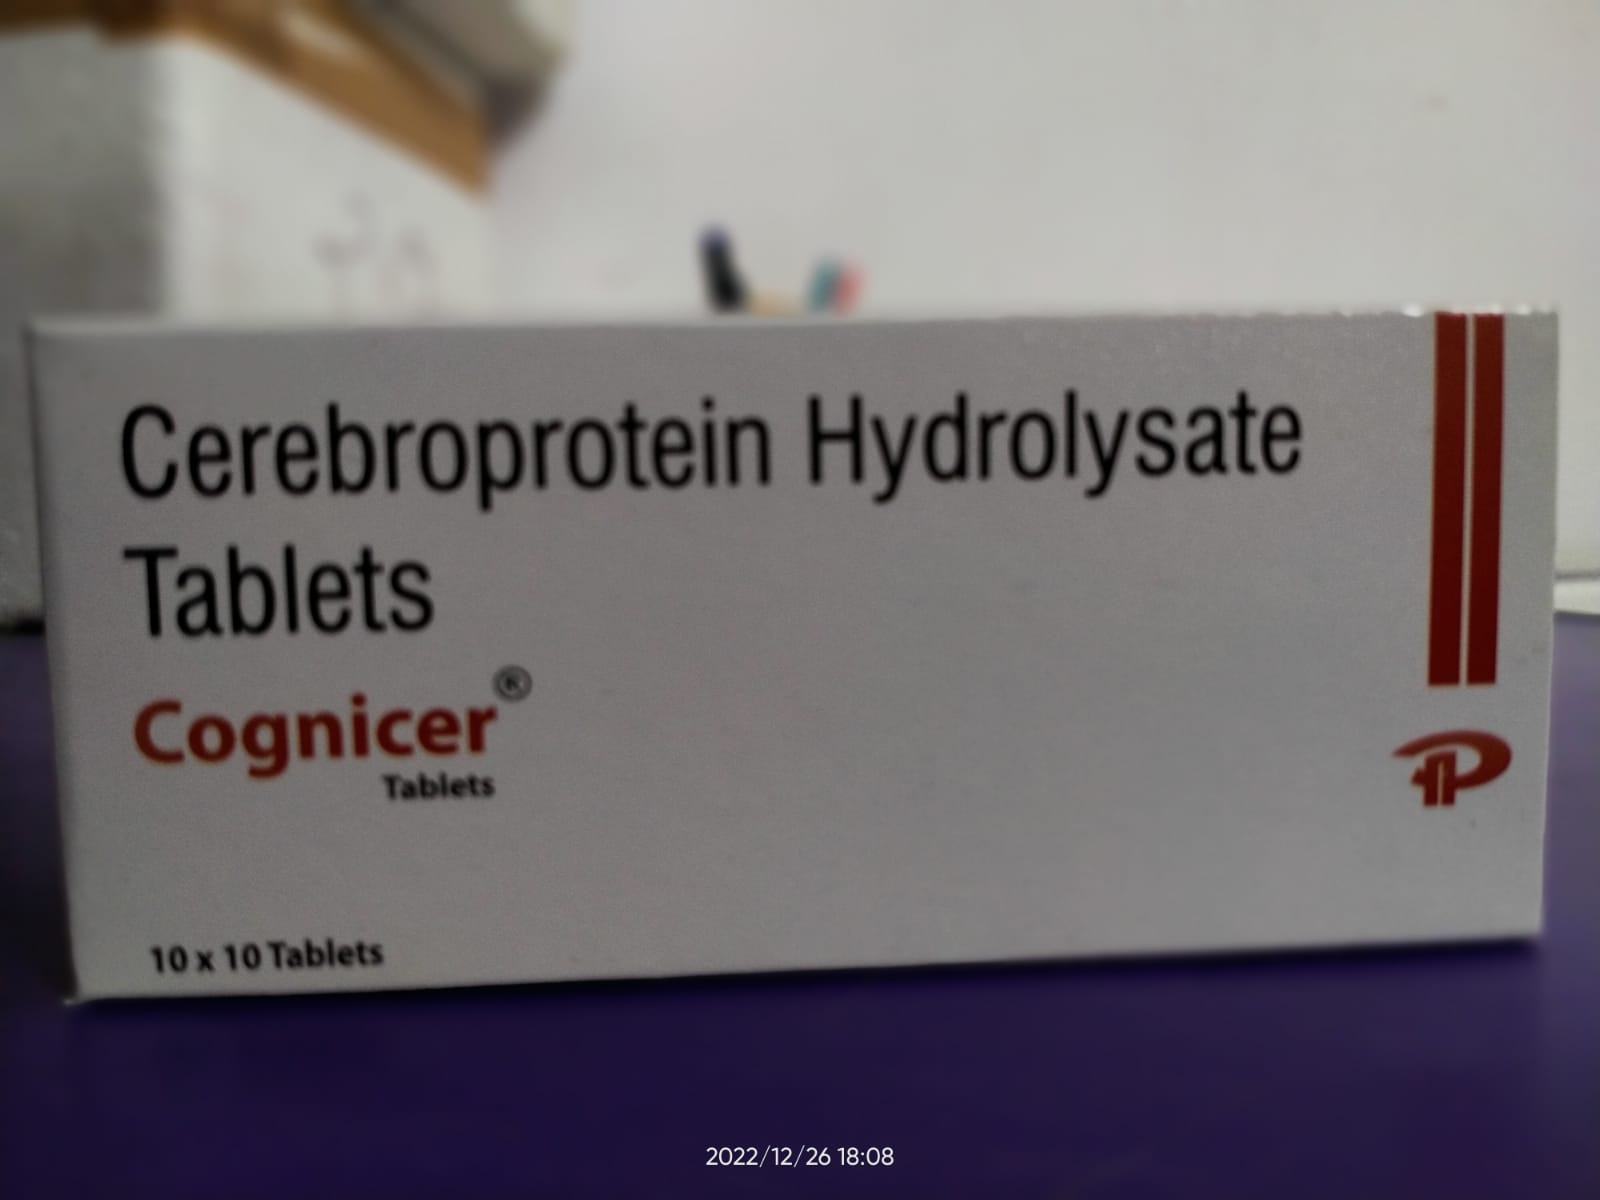 Cerebroprotein Hydrolysate
Tablets
Cognicer®
Tablets
10 x 10 Tablets
2022/12/26 18:08